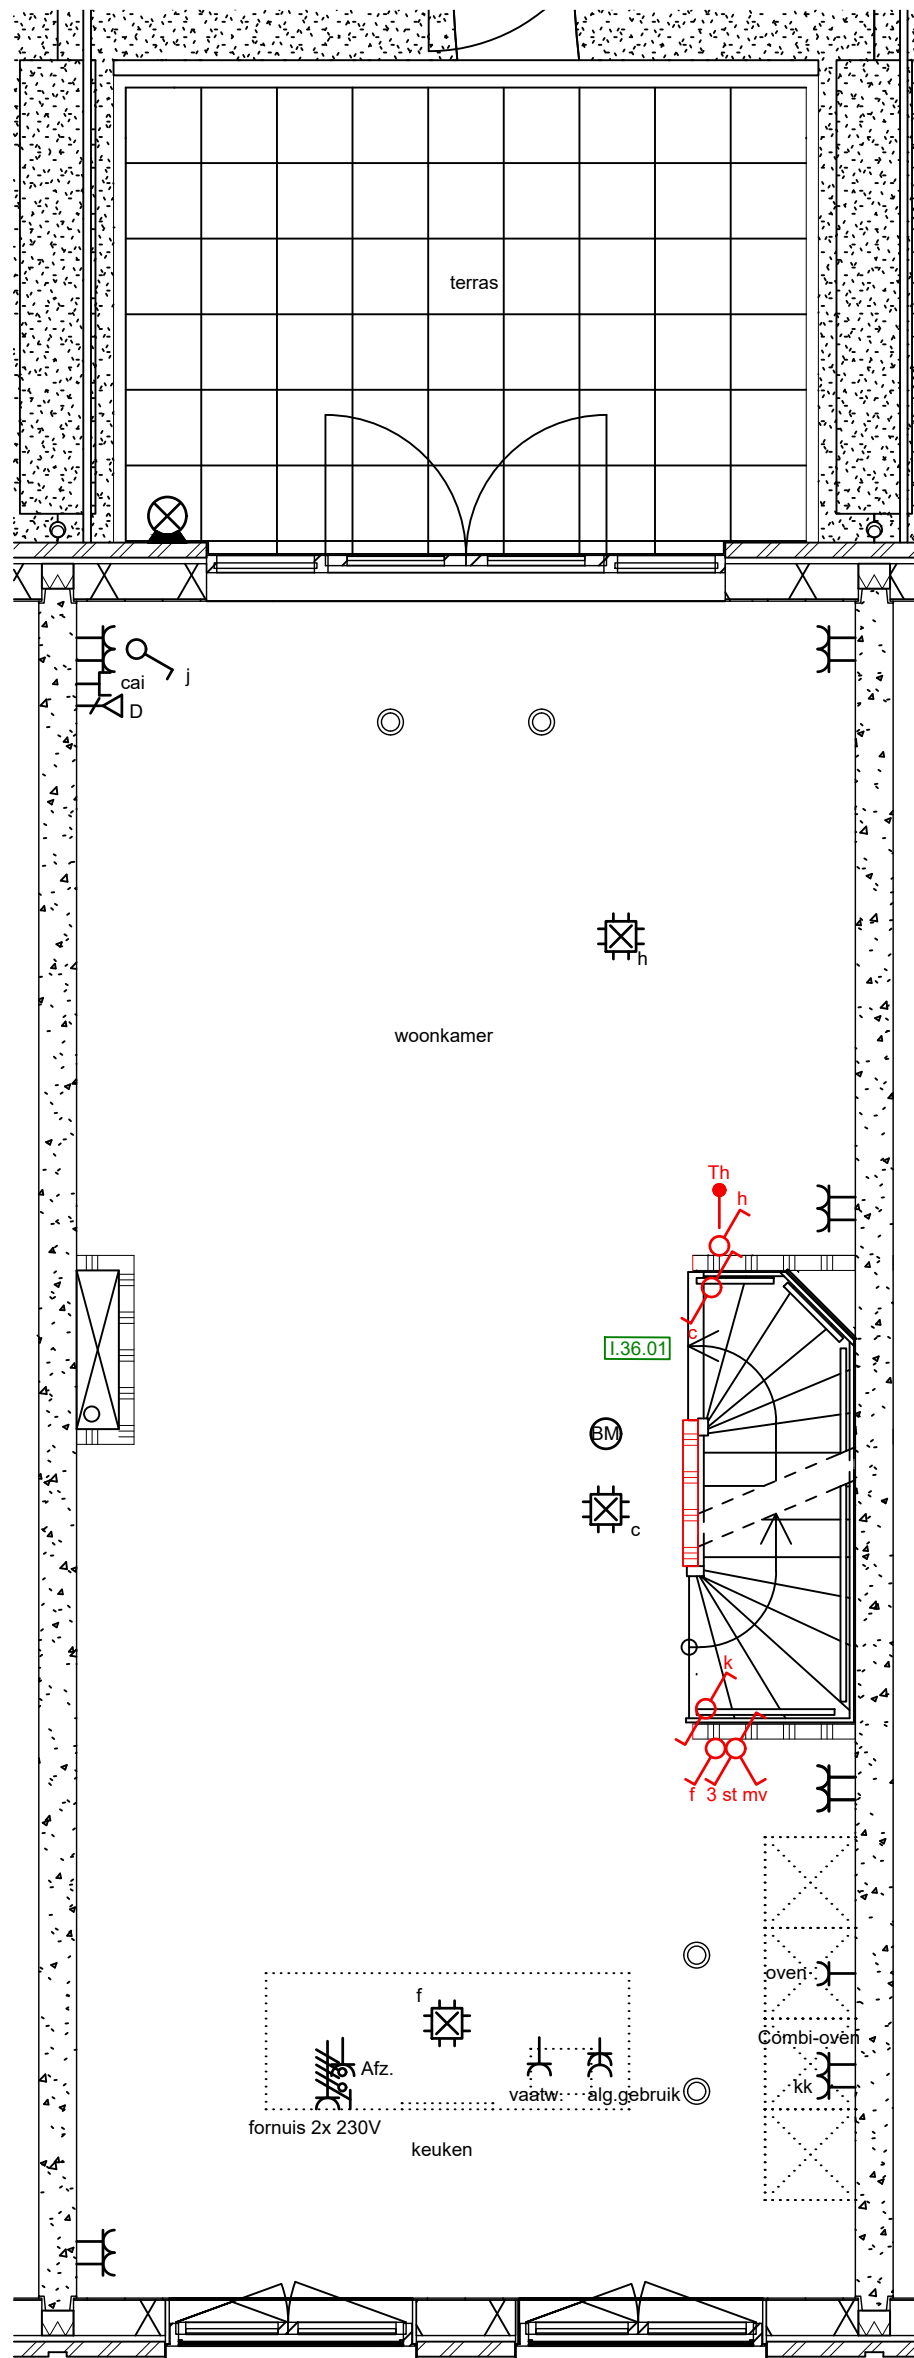 terras
j
cai
D
h
woonkamer
Th
h
c
I.36.01
BM
c
k
f 3 st mv
oven
f
Combi-oven
Afz.
kk
vaatw. alg.gebruik
fornuis 2x 230V
keuken